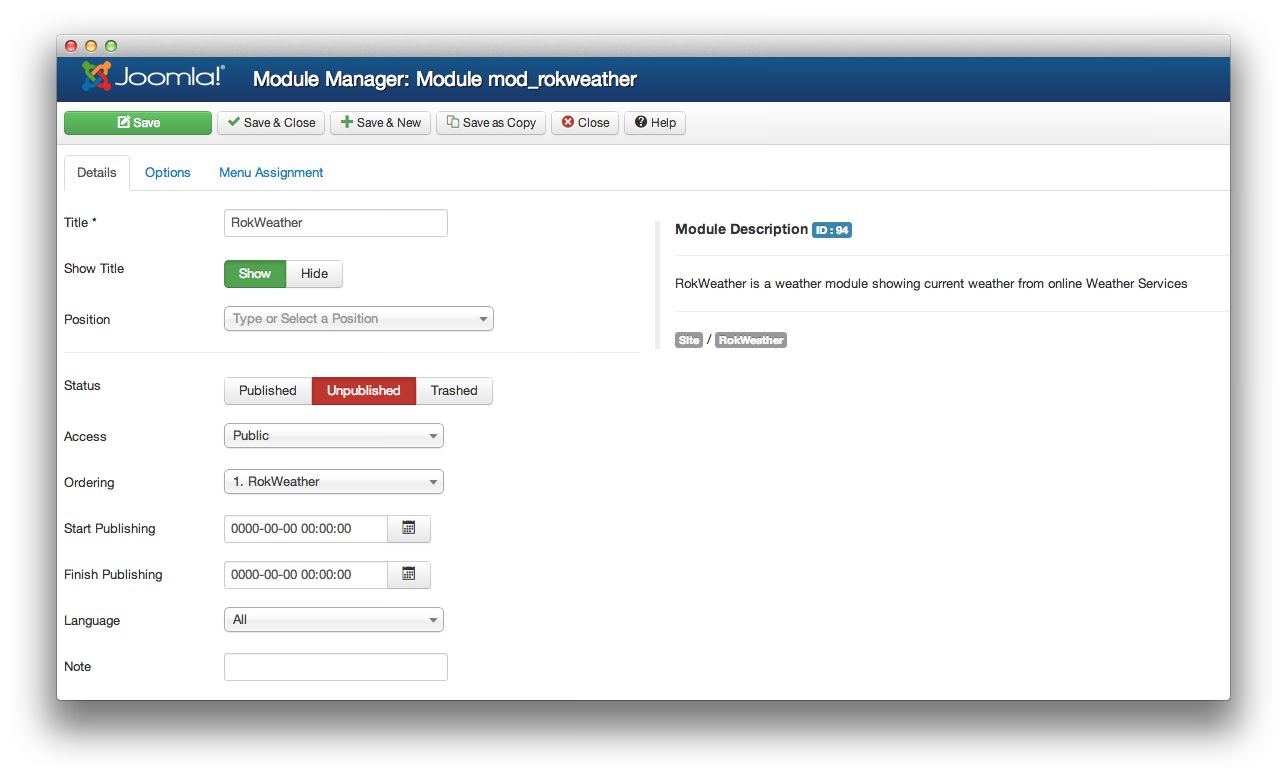 Joomla!® Module Manager: Module mod_rokweather
Save Save & Close Save & New Save as Copy Close Help
Details Options Menu Assignment
Title * RokWeather
Show Title Show Hide
Position Type or Select a Position
Status Published Unpublished Trashed
Access Public
Ordering 1. RokWeather
Start Publishing 0000-00-00 00:00:00
Finish Publishing 0000-00-00 00:00:00
Language All
Note
Module Description ID : 94
RokWeather is a weather module showing current weather from online Weather Services
Site / RokWeather